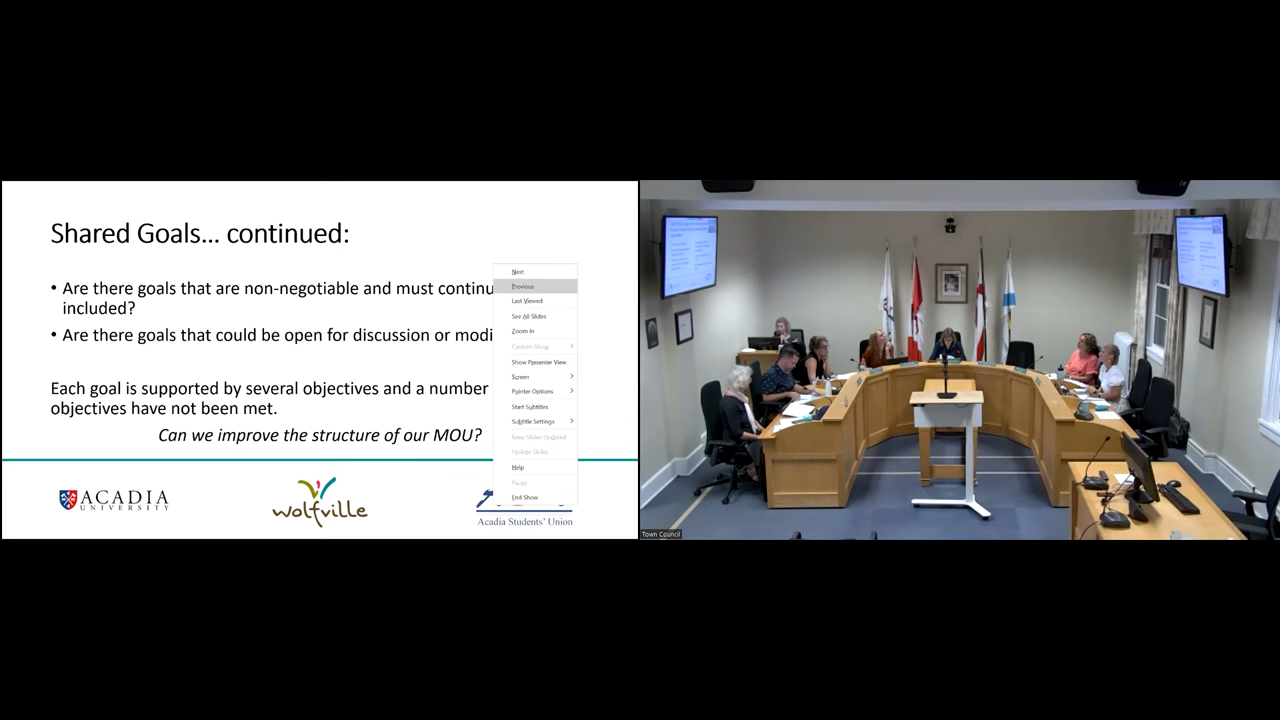 Shared Goals... continued:
• Are there goals that are non-negotiable and must continu
included?
• Are there goals that could be open for discussion or modi
Each goal is supported by several objectives and a number
objectives have not been met.
Can we improve the structure of our MOU?
ACADIA
UNIVERSITY
wolfville
Acadia Students' Union
Next
Previous
Last Viewed
See All Slides
Zoom In
Custom Show
Show Presenter View
Screen
Pointer Options
Start Subtitles
Subtitle Settings
Keep Slides Updated
Update Slides
Help
Pause
End Show
Town Council